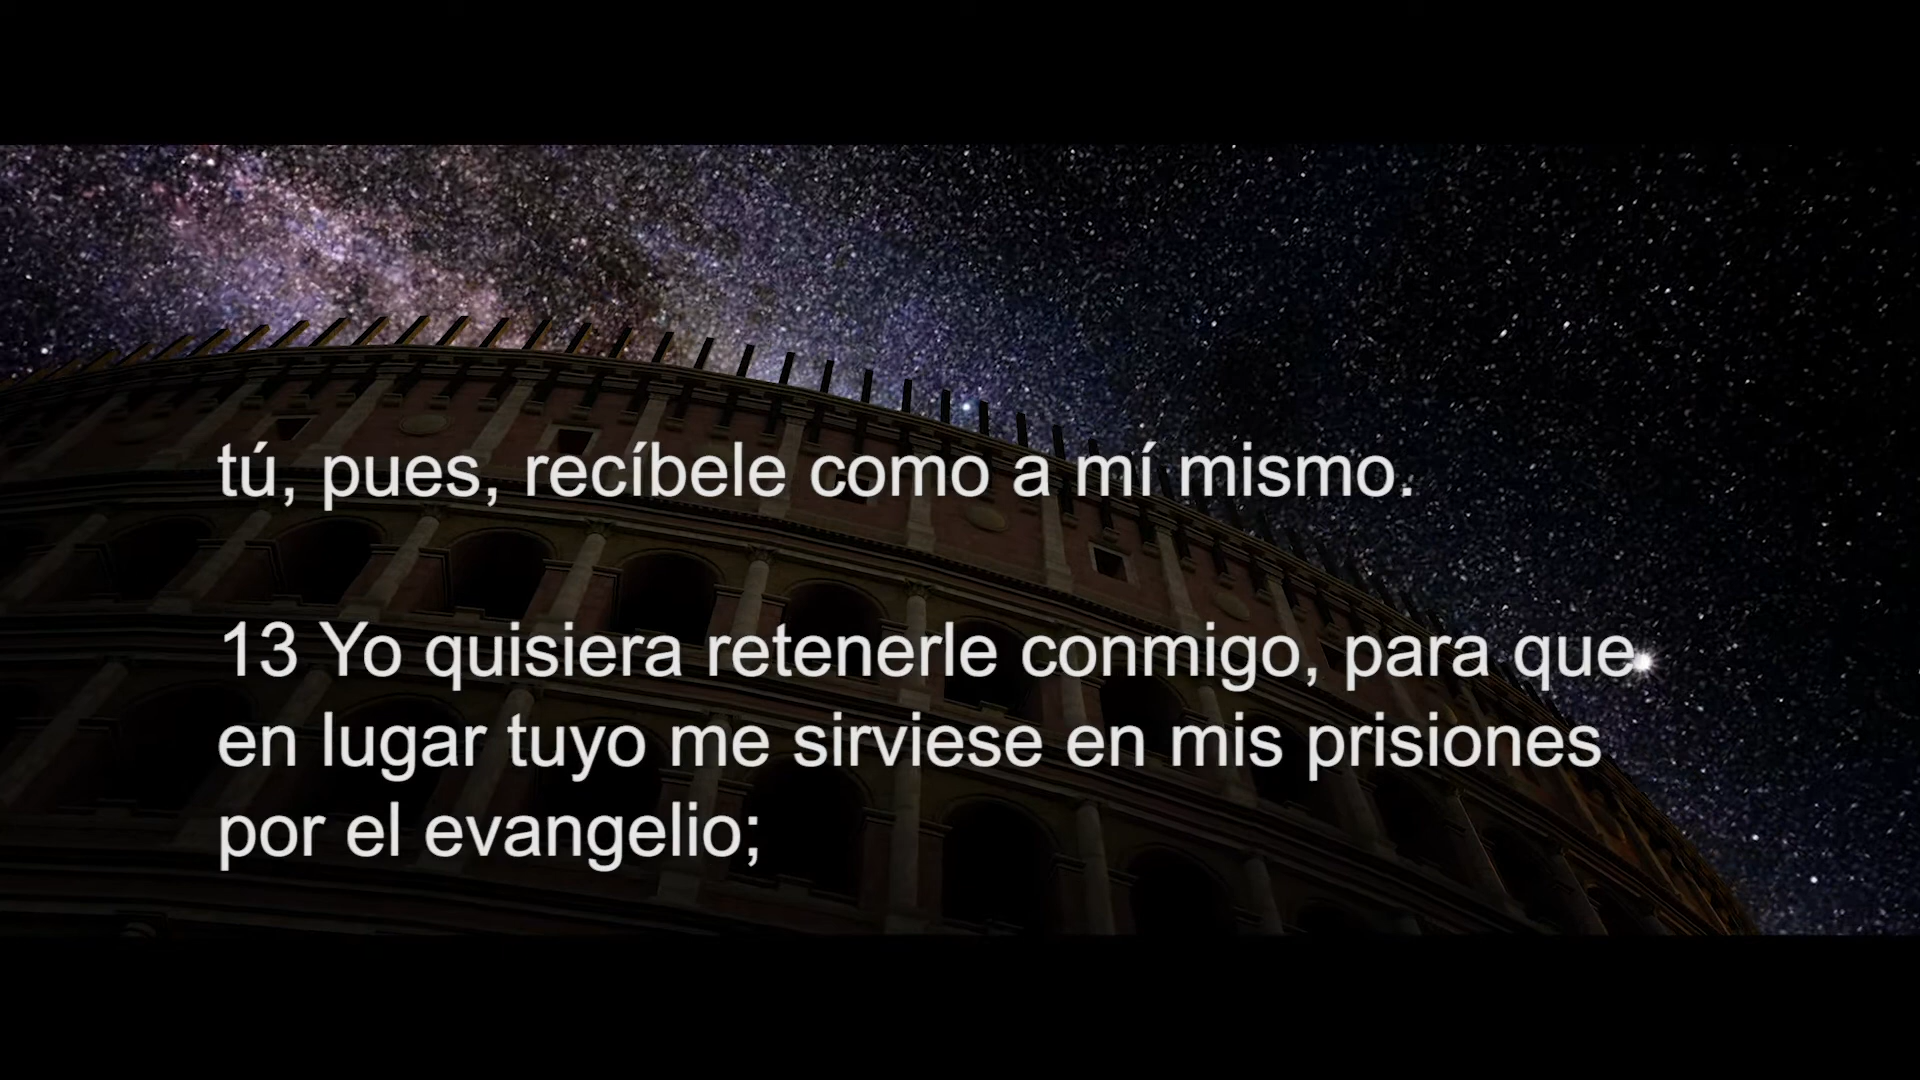 tú, pues, recíbele como a mí mismo.
13 Yo quisiera retenerle conmigo, para que
en lugar tuyo me sirviese en mis prisiones
por el evangelio;